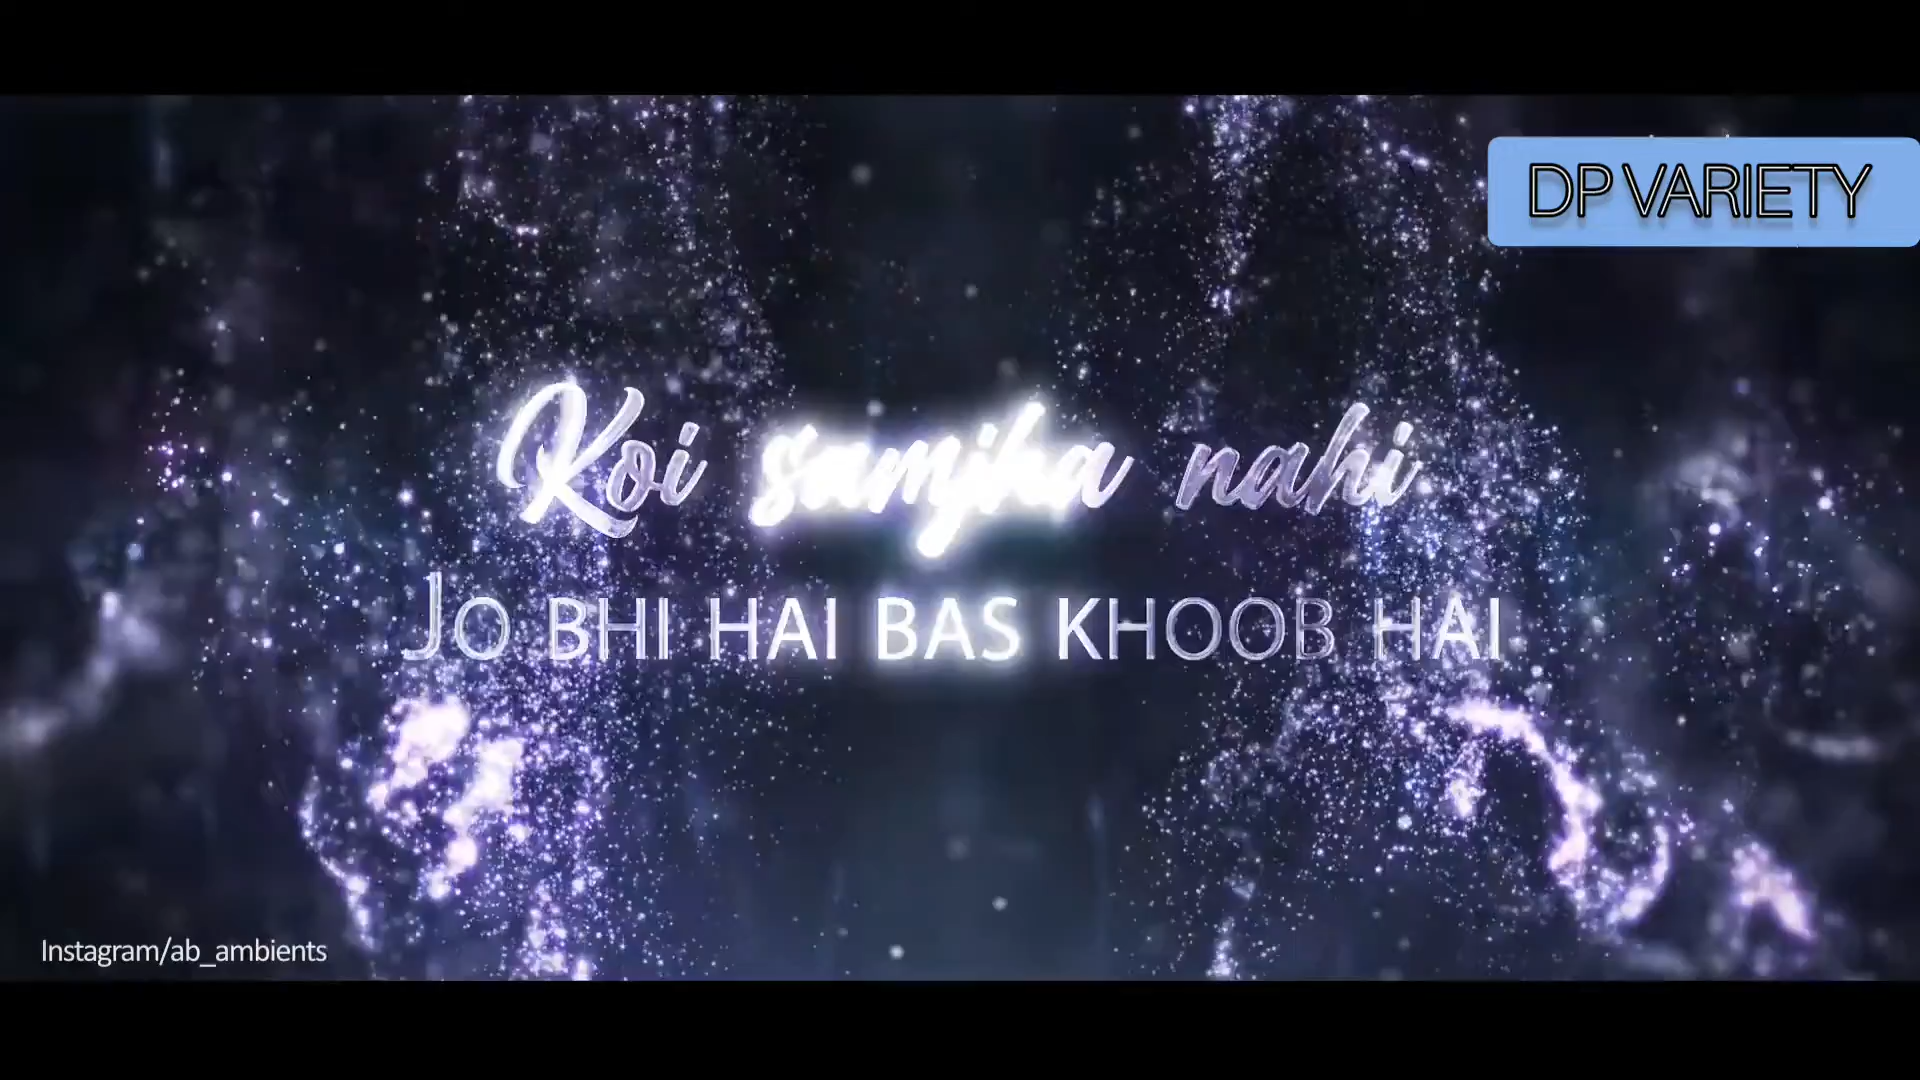 DP VARIETY
Koi samjha nahi
JO BHI HAI BAS KHOOB HAI
Instagram/ab_ambients